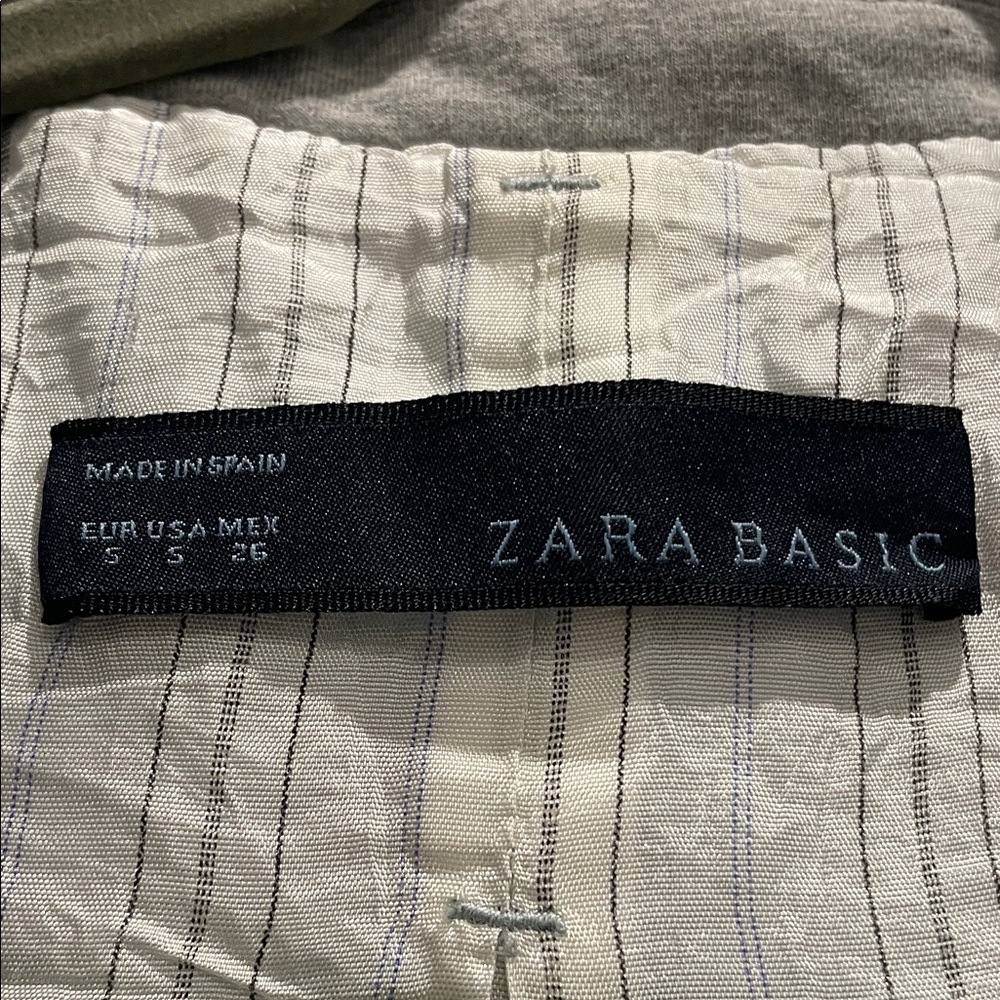 MADE IN SPAIN
EUR USA MEX
S S 26
ZARA BASIC